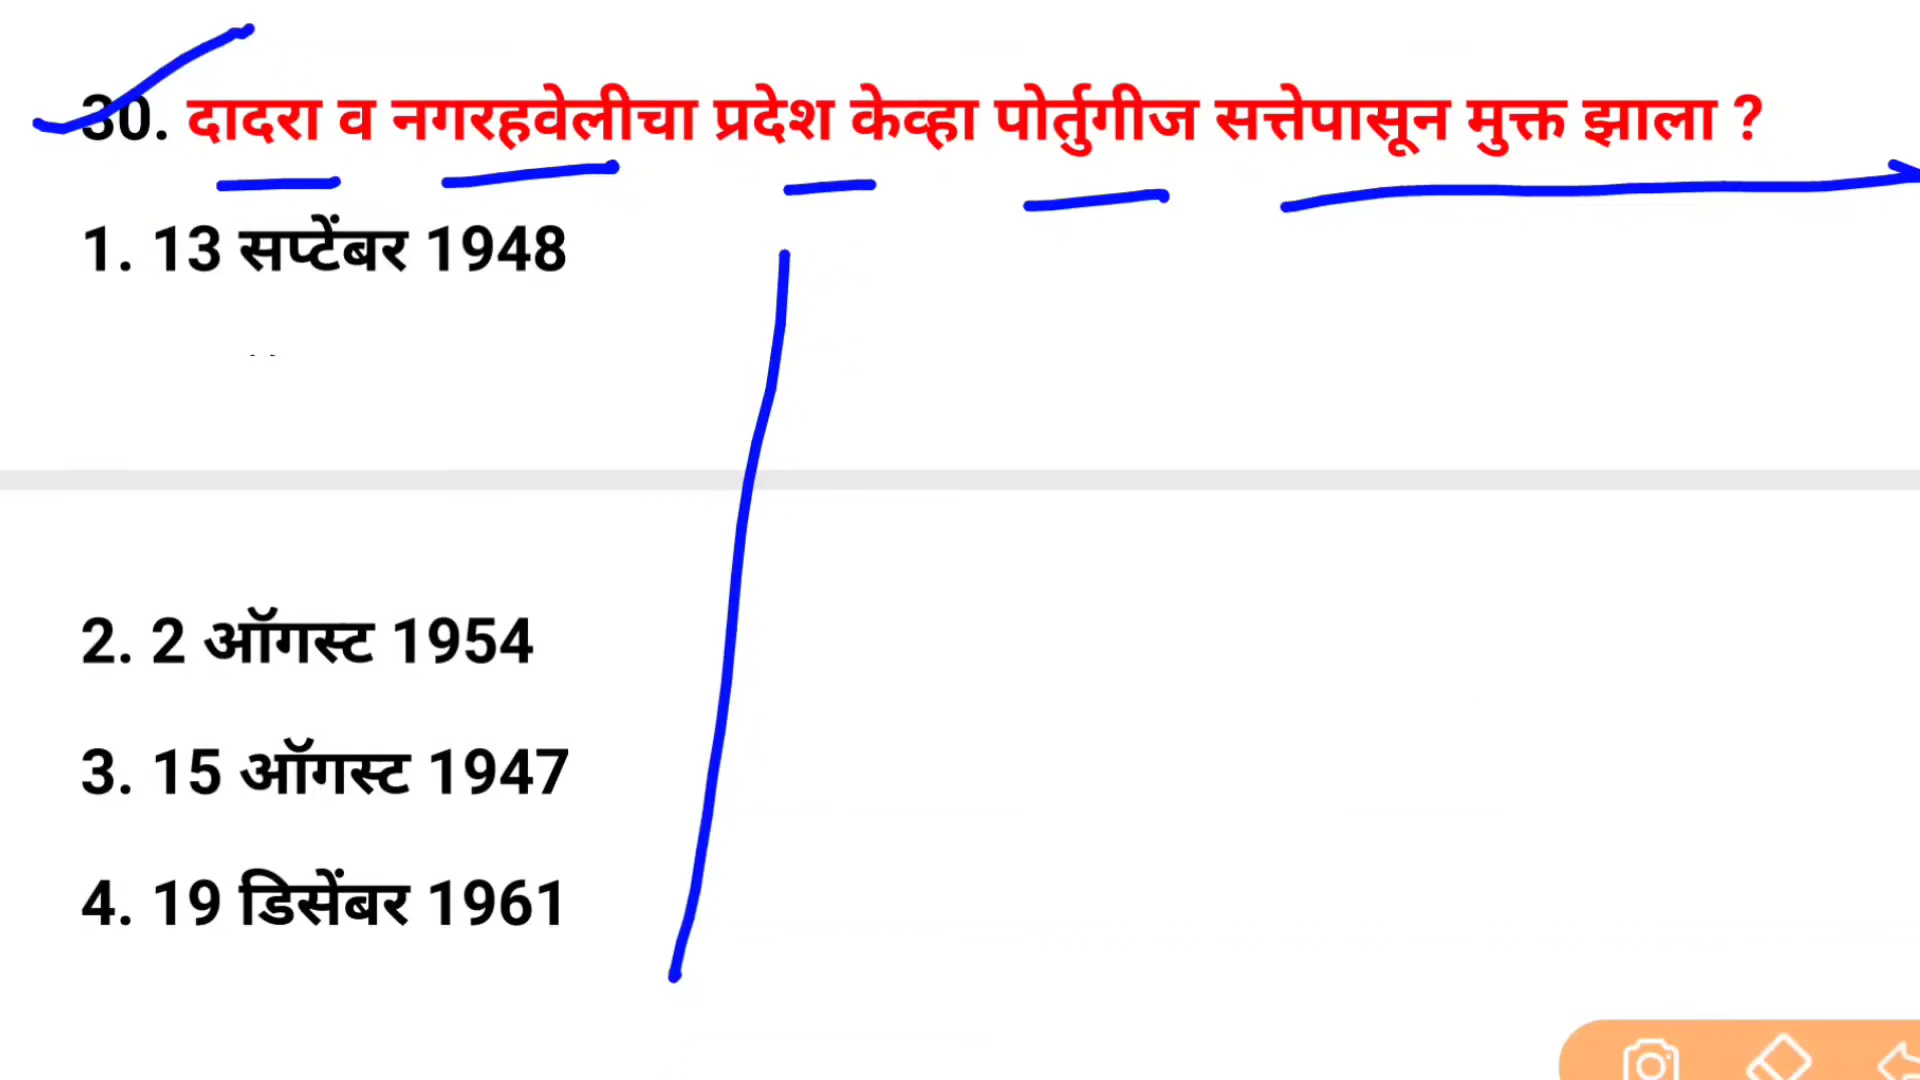 30. दादरा व नगरहवेलीचा प्रदेश केव्हा पोर्तुगीज सत्तेपासून मुक्त झाला ?
1. 13 सप्टेंबर 1948
2. 2 ऑगस्ट 1954
3. 15 ऑगस्ट 1947
4. 19 डिसेंबर 1961